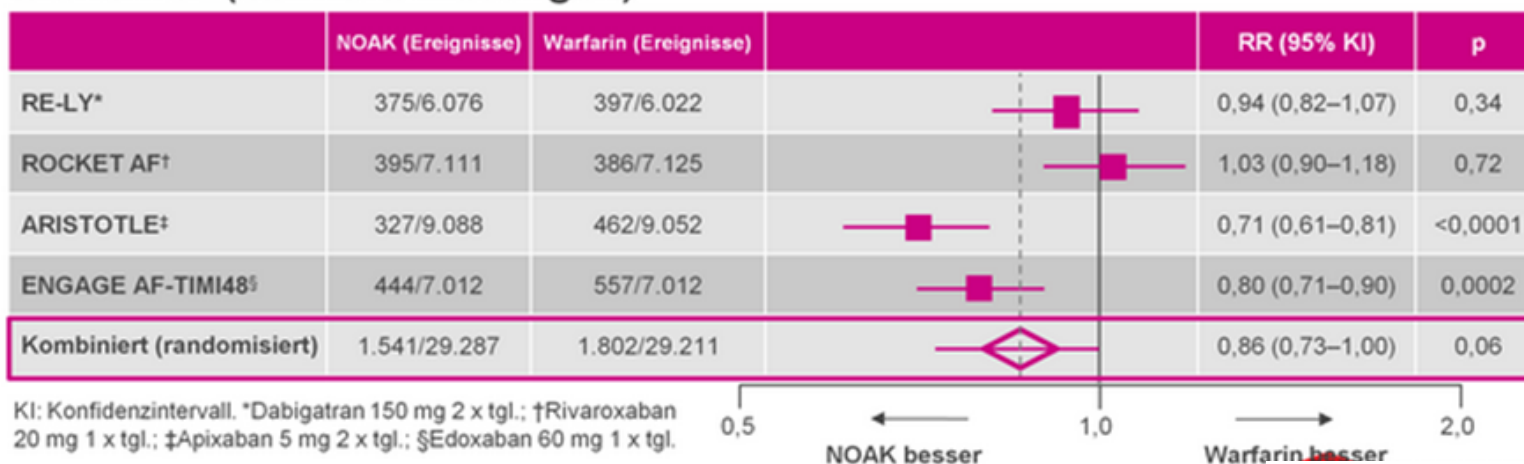 NOAK (Ereignisse) Warfarin (Ereignisse) RR (95% KI) p
RE-LY* 375/6.076 397/6.022 0,94 (0,82–1,07) 0,34
ROCKET AF† 395/7.111 386/7.125 1,03 (0,90–1,18) 0,72
ARISTOTLE‡ 327/9.088 462/9.052 0,71 (0,61–0,81) <0,0001
ENGAGE AF-TIMI48§ 444/7.012 557/7.012 0,80 (0,71–0,90) 0,0002
Kombiniert (randomisiert) 1.541/29.287 1.802/29.211 0,86 (0,73–1,00) 0,06
KI: Konfidenzintervall. *Dabigatran 150 mg 2 x tgl.; †Rivaroxaban
20 mg 1 x tgl.; ‡Apixaban 5 mg 2 x tgl.; §Edoxaban 60 mg 1 x tgl.
0,5 1,0 2,0
NOAK besser Warfarin besser